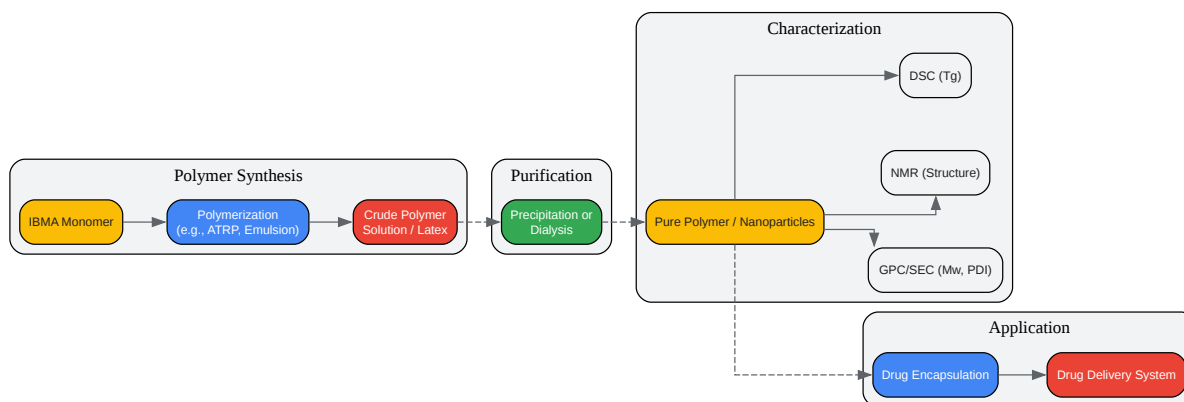 Polymer Synthesis
IBMA Monomer
Polymerization
(e.g., ATRP, Emulsion)
Crude Polymer
Solution / Latex
Purification
Precipitation or
Dialysis
Characterization
Pure Polymer / Nanoparticles
DSC (Tg)
NMR (Structure)
GPC/SEC (Mw, PDI)
Application
Drug Encapsulation
Drug Delivery System